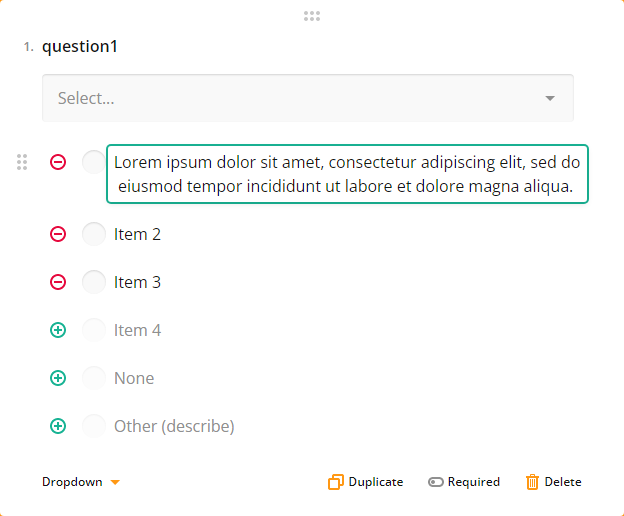 1. question1
Select...
Lorem ipsum dolor sit amet, consectetur adipiscing elit, sed do
eiusmod tempor incididunt ut labore et dolore magna aliqua.
Item 2
Item 3
Item 4
None
Other (describe)
Dropdown Duplicate Required Delete